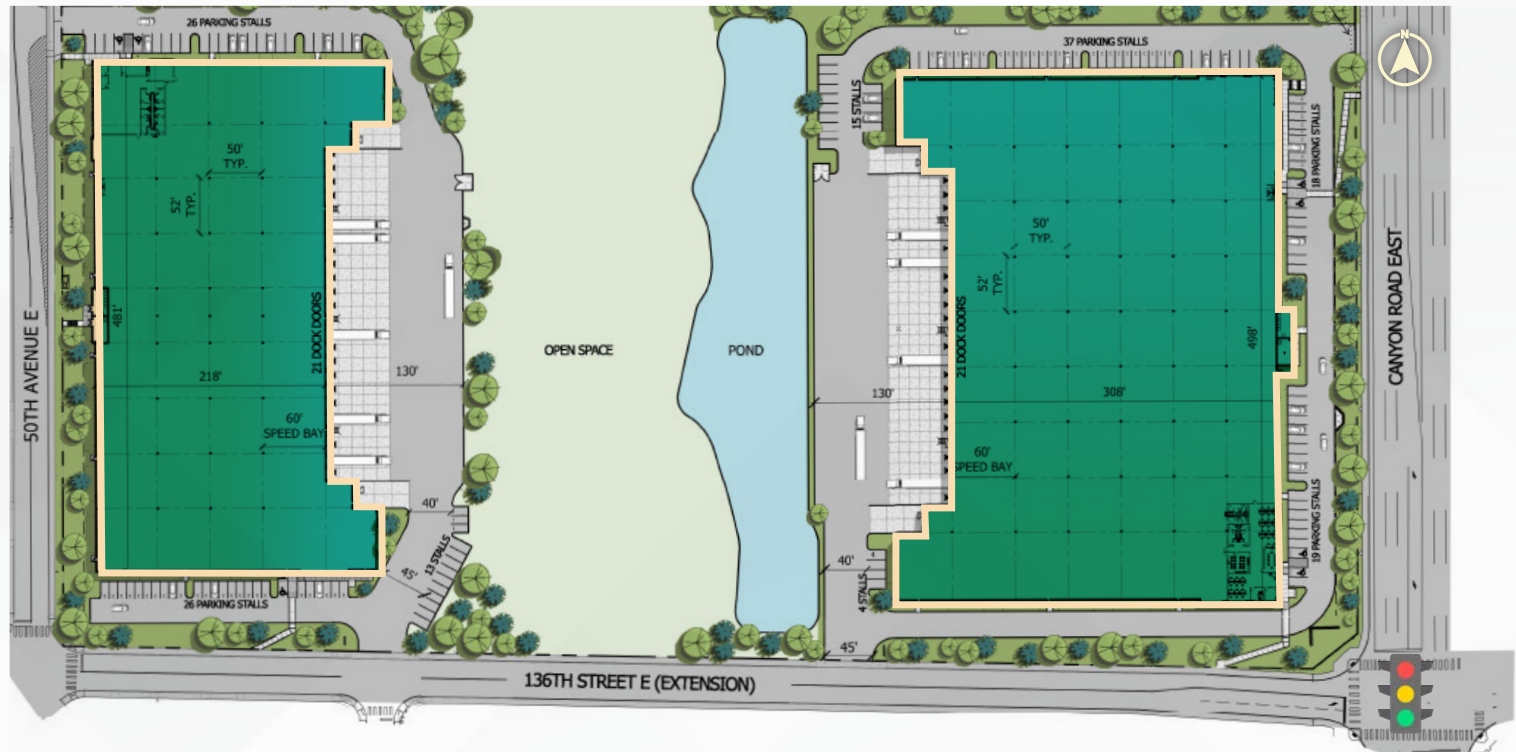 26 PARKING STALLS
37 PARKING STALLS
N
15 STALLS
18 PARKING STALLS
50'
TYP.
52'
TYP.
50'
TYP.
52'
TYP.
481'
21 DOCK DOORS
218'
130'
60'
SPEED BAY
OPEN SPACE
POND
130'
21 DOCK DOORS
308'
498'
60'
SPEED BAY
50TH AVENUE E
CANYON ROAD EAST
40'
13 STALLS
45'
26 PARKING STALLS
40'
4 STALLS
19 PARKING STALLS
45'
136TH STREET E (EXTENSION)